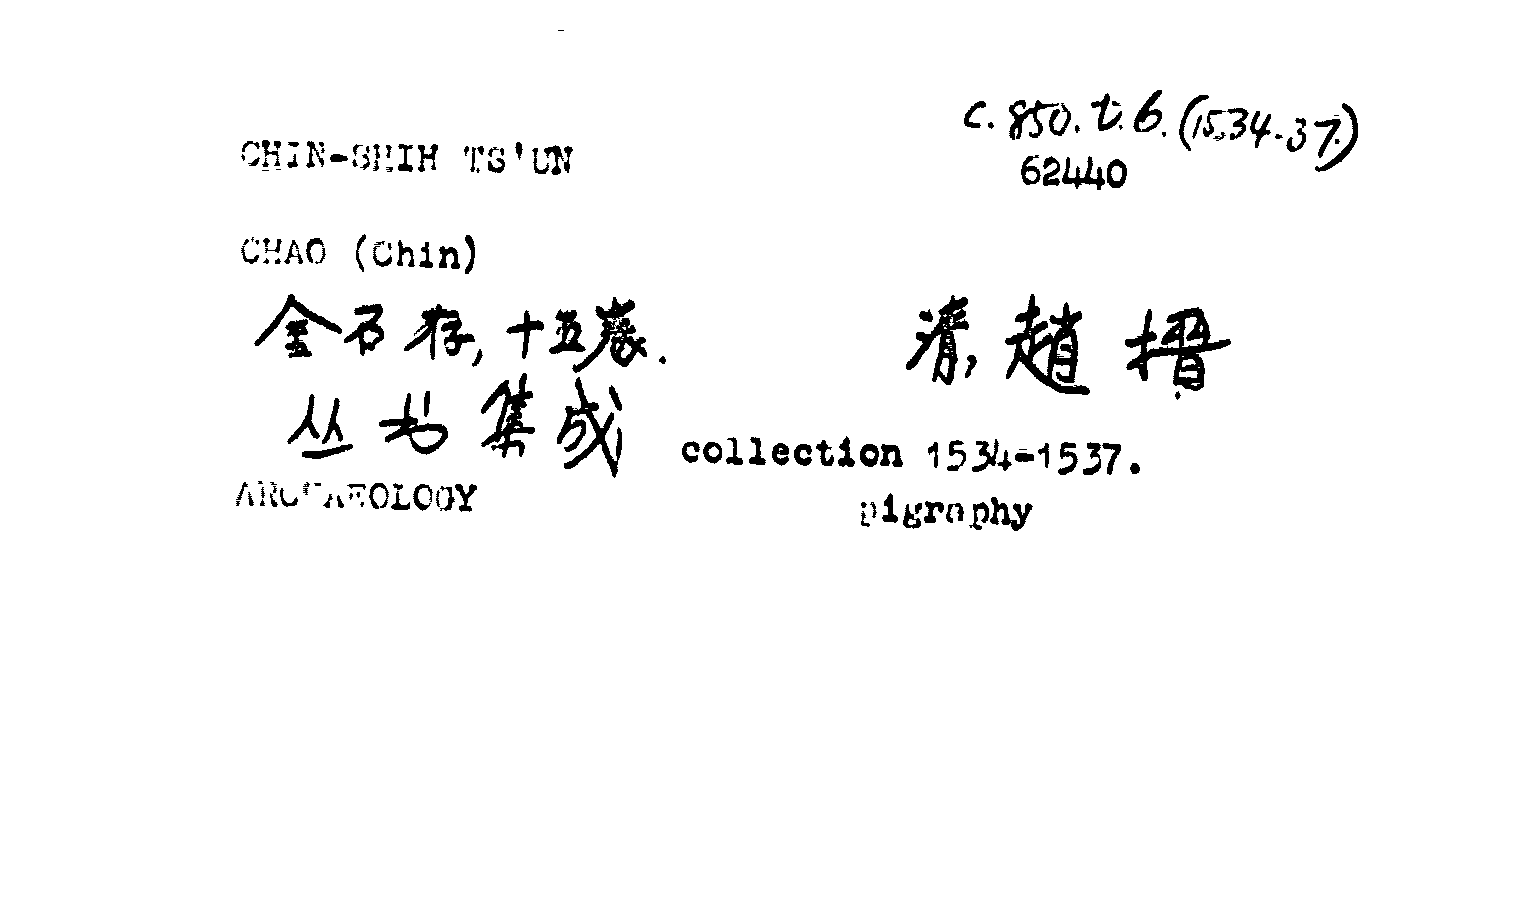 c. 850. t. 6. (1534-37.)
CHIN-SHIH TS'UN
62440
CHAO (Chin)
金石存, 十五卷. 清, 趙搢
丛书集成 collection 1534-1537.
ARCHAEOLOGY pigraphy